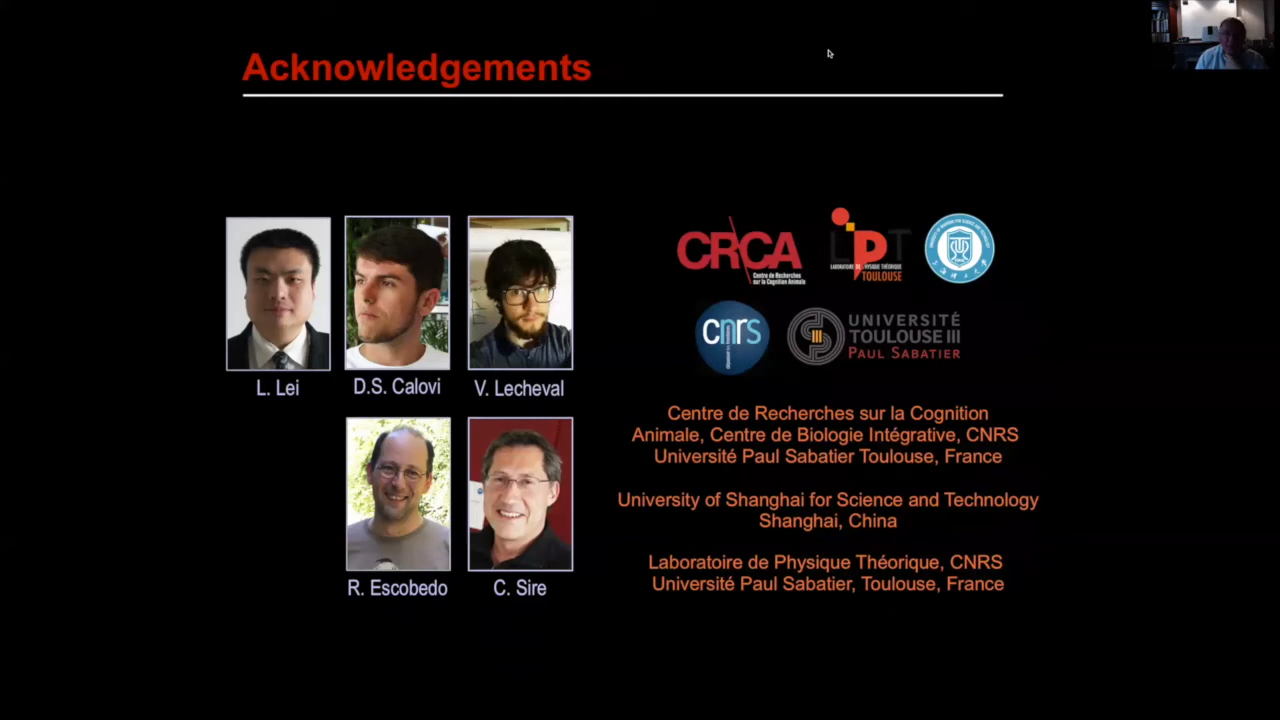 Acknowledgements
L. Lei
D.S. Calovi
V. Lecheval
R. Escobedo
C. Sire
CRCA
Centre de Recherches
sur la Cognition Animale
LPT
LABORATOIRE DE PHYSIQUE THÉORIQUE
TOULOUSE
cnrs
UNIVERSITÉ
TOULOUSE III
PAUL SABATIER
Centre de Recherches sur la Cognition
Animale, Centre de Biologie Intégrative, CNRS
Université Paul Sabatier Toulouse, France
University of Shanghai for Science and Technology
Shanghai, China
Laboratoire de Physique Théorique, CNRS
Université Paul Sabatier, Toulouse, France